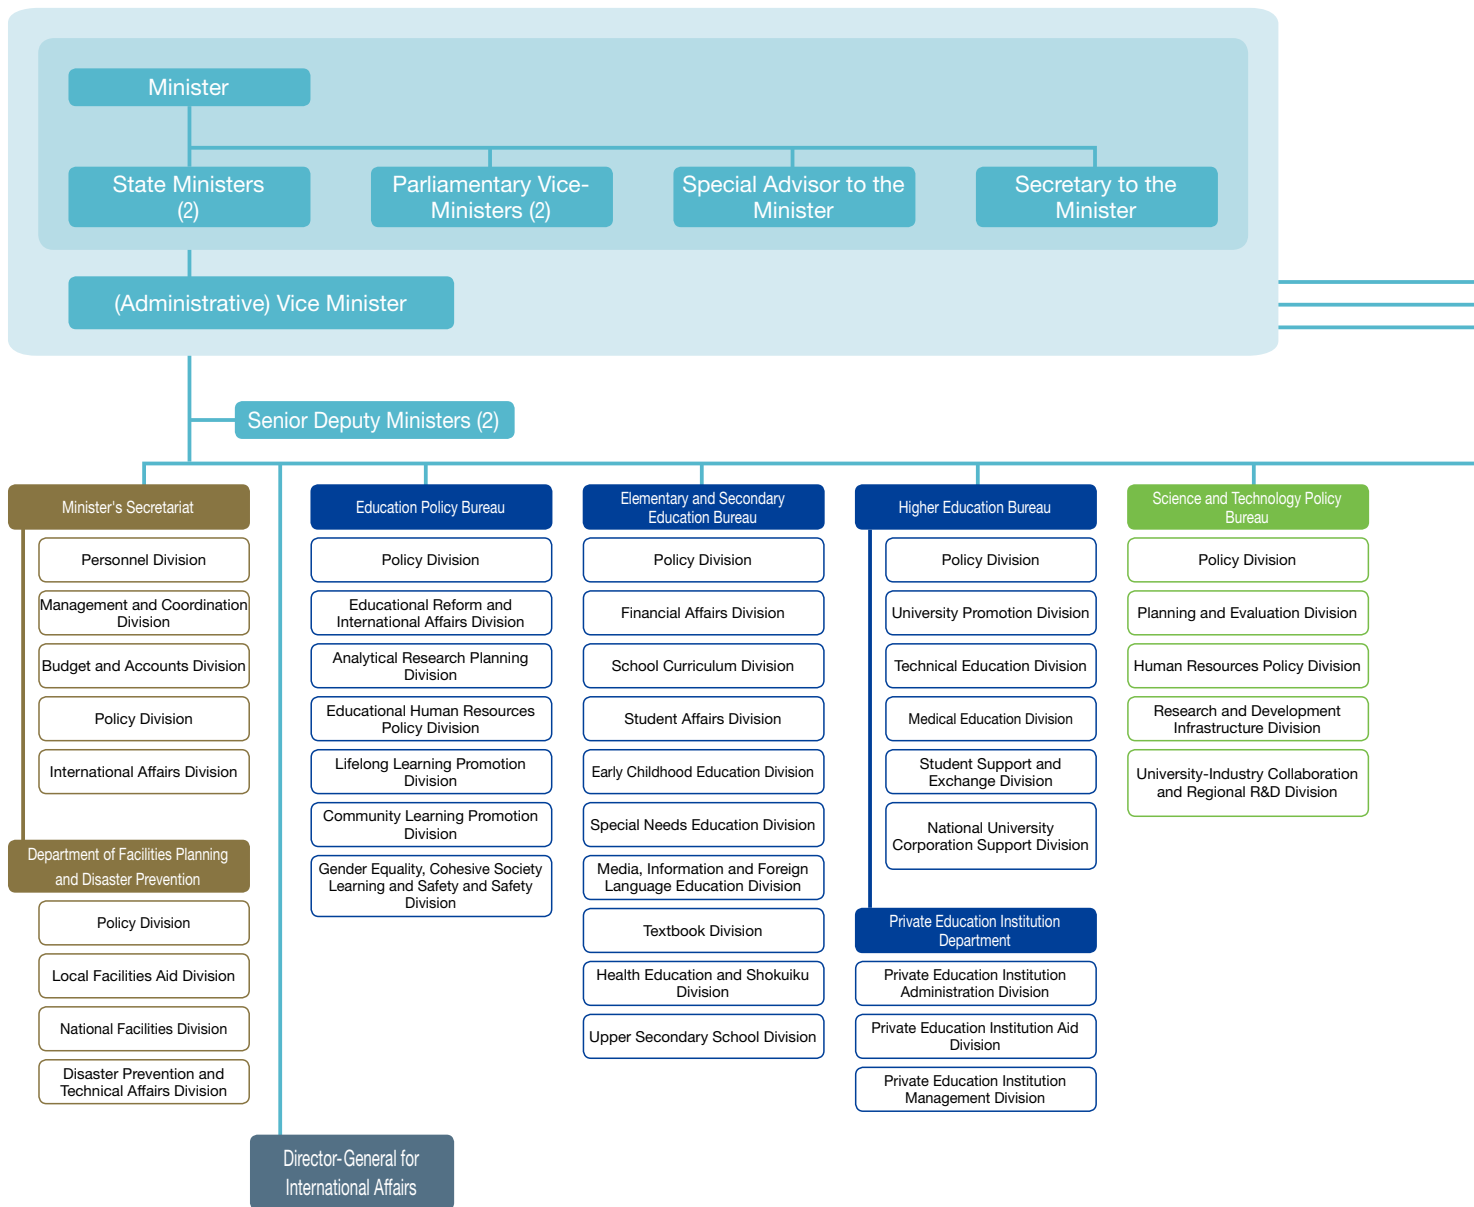 Minister
State Ministers
(2)
Parliamentary Vice-
Ministers (2)
Special Advisor to the
Minister
Secretary to the
Minister
(Administrative) Vice Minister
Senior Deputy Ministers (2)
Minister's Secretariat
Personnel Division
Management and Coordination
Division
Budget and Accounts Division
Policy Division
International Affairs Division
Department of Facilities Planning
and Disaster Prevention
Policy Division
Local Facilities Aid Division
National Facilities Division
Disaster Prevention and
Technical Affairs Division
Director-General for
International Affairs
Education Policy Bureau
Policy Division
Educational Reform and
International Affairs Division
Analytical Research Planning
Division
Educational Human Resources
Policy Division
Lifelong Learning Promotion
Division
Community Learning Promotion
Division
Gender Equality, Cohesive Society
Learning and Safety and Safety
Division
Elementary and Secondary
Education Bureau
Policy Division
Financial Affairs Division
School Curriculum Division
Student Affairs Division
Early Childhood Education Division
Special Needs Education Division
Media, Information and Foreign
Language Education Division
Textbook Division
Health Education and Shokuiku
Division
Upper Secondary School Division
Higher Education Bureau
Policy Division
University Promotion Division
Technical Education Division
Medical Education Division
Student Support and
Exchange Division
National University
Corporation Support Division
Private Education Institution
Department
Private Education Institution
Administration Division
Private Education Institution Aid
Division
Private Education Institution
Management Division
Science and Technology Policy
Bureau
Policy Division
Planning and Evaluation Division
Human Resources Policy Division
Research and Development
Infrastructure Division
University-Industry Collaboration
and Regional R&D Division